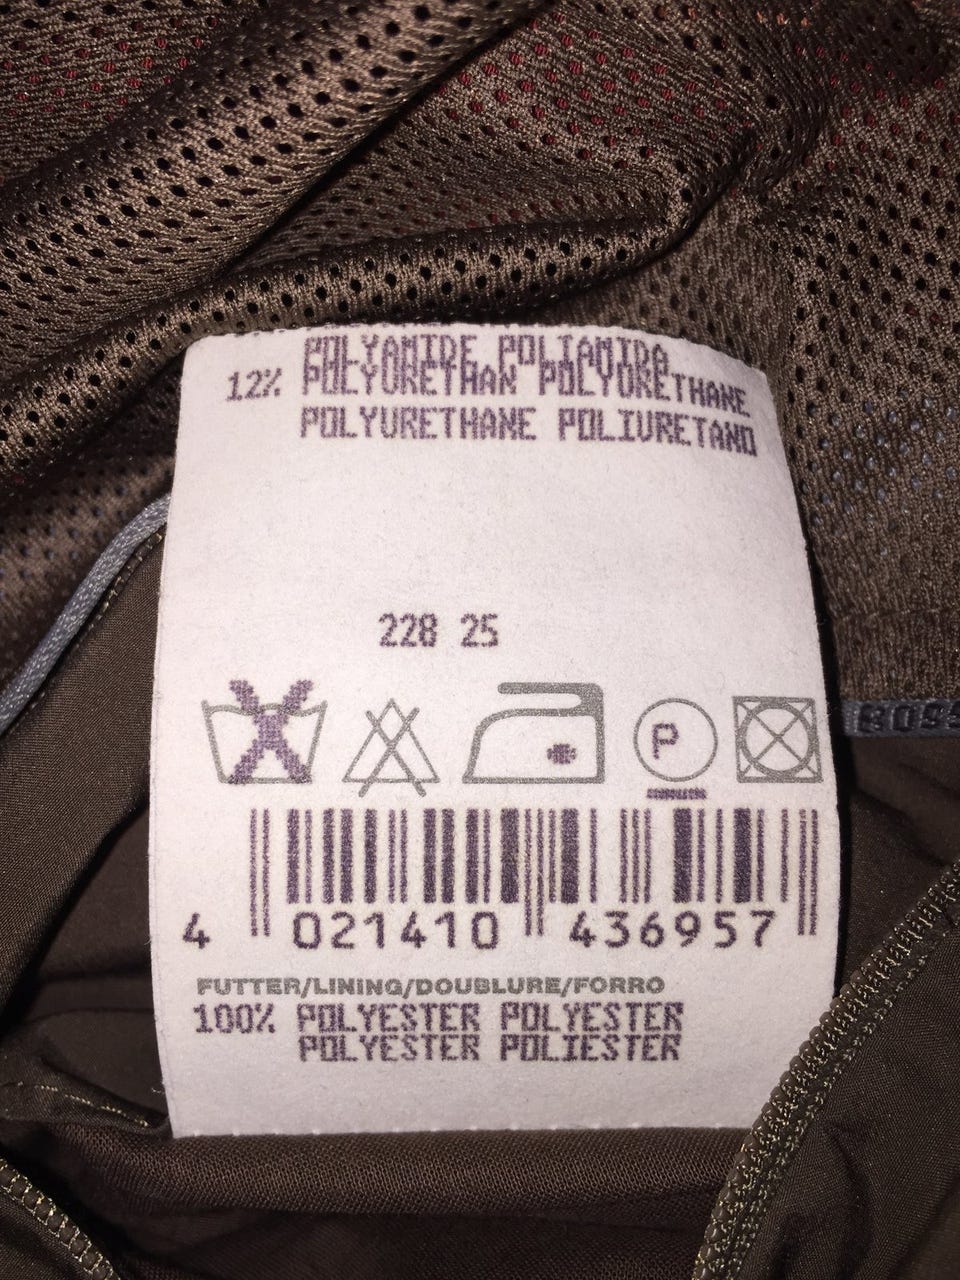 POLYAMIDE POLIAMIDA
12% POLYURETHAN POLYURETHANE
POLYURETHANE POLIURETANO
228 25
P
4 021410 436957
FUTTER/LINING/DOUBLURE/FORRO
100% POLYESTER POLYESTER
POLYESTER POLIESTER